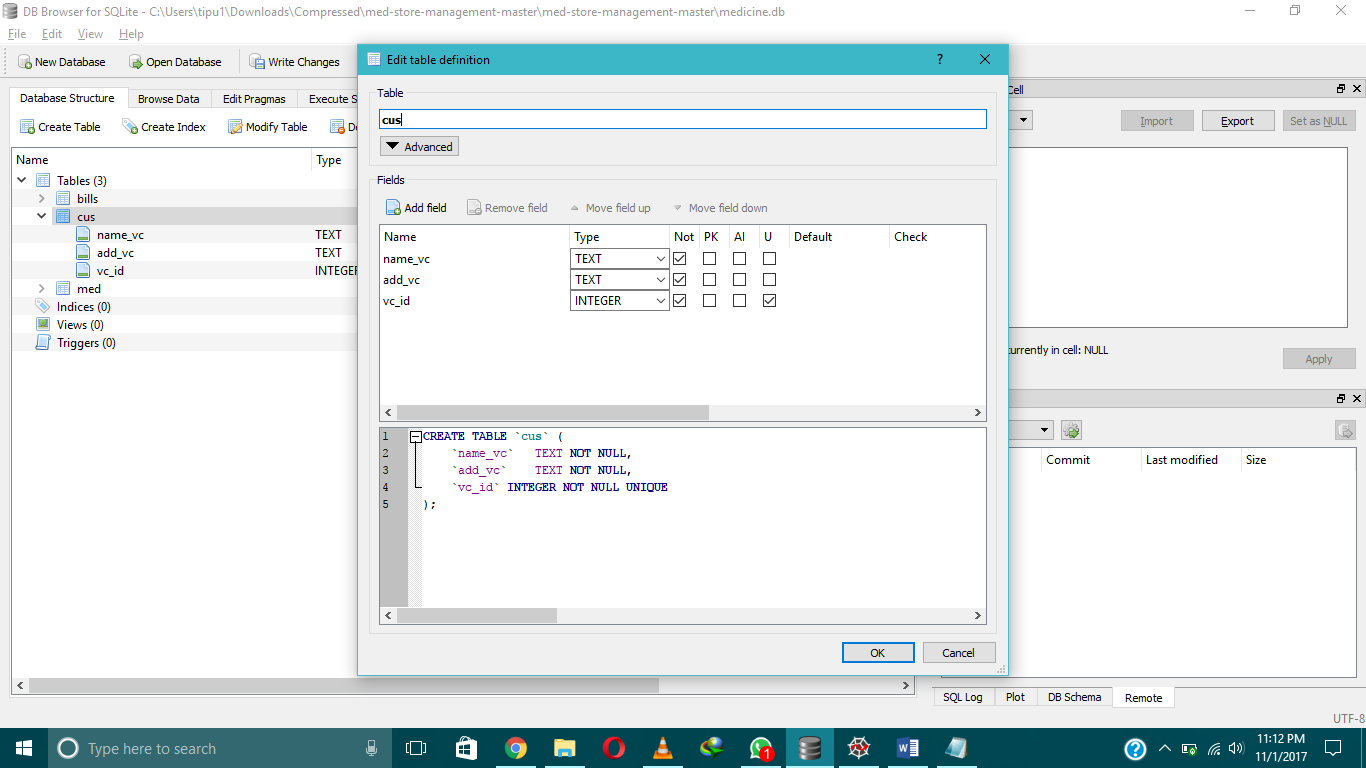 DB Browser for SQLite - C:\Users\tipu1\Downloads\Compressed\med-store-management-master\med-store-management-master\medicine.db
File Edit View Help
New Database Open Database Write Changes
Database Structure Browse Data Edit Pragmas Execute S
Create Table Create Index Modify Table De
Name Type
Tables (3)
bills
cus
name_vc TEXT
add_vc TEXT
vc_id INTEGER
med
Indices (0)
Views (0)
Triggers (0)
Edit table definition ?
Table
cus
Advanced
Fields
Add field Remove field Move field up Move field down
Name Type Not PK AI U Default Check
name_vc TEXT
add_vc TEXT
vc_id INTEGER
1 CREATE TABLE `cus` (
2 `name_vc` TEXT NOT NULL,
3 `add_vc` TEXT NOT NULL,
4 `vc_id` INTEGER NOT NULL UNIQUE
5 );
OK Cancel
Cell
Import Export Set as NULL
currently in cell: NULL
Apply
Commit Last modified Size
SQL Log Plot DB Schema Remote
UTF-8
Type here to search
1
11:12 PM
11/1/2017